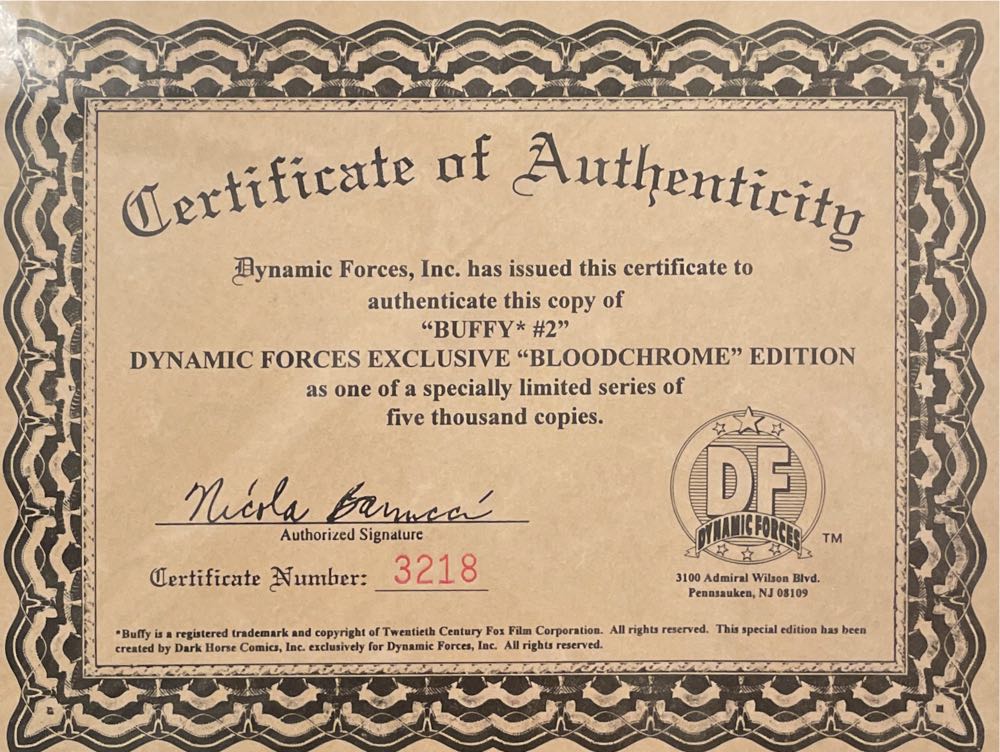 Certificate of Authenticity
Dynamic Forces, Inc. has issued this certificate to
authenticate this copy of
“BUFFY* #2”
DYNAMIC FORCES EXCLUSIVE “BLOODCHROME” EDITION
as one of a specially limited series of
five thousand copies.
Nicola Barrucci
Authorized Signature
Certificate Number: 3218
DF
DYNAMIC FORCES
TM
3100 Admiral Wilson Blvd.
Pennsauken, NJ 08109
*Buffy is a registered trademark and copyright of Twentieth Century Fox Film Corporation. All rights reserved. This special edition has been
created by Dark Horse Comics, Inc. exclusively for Dynamic Forces, Inc. All rights reserved.